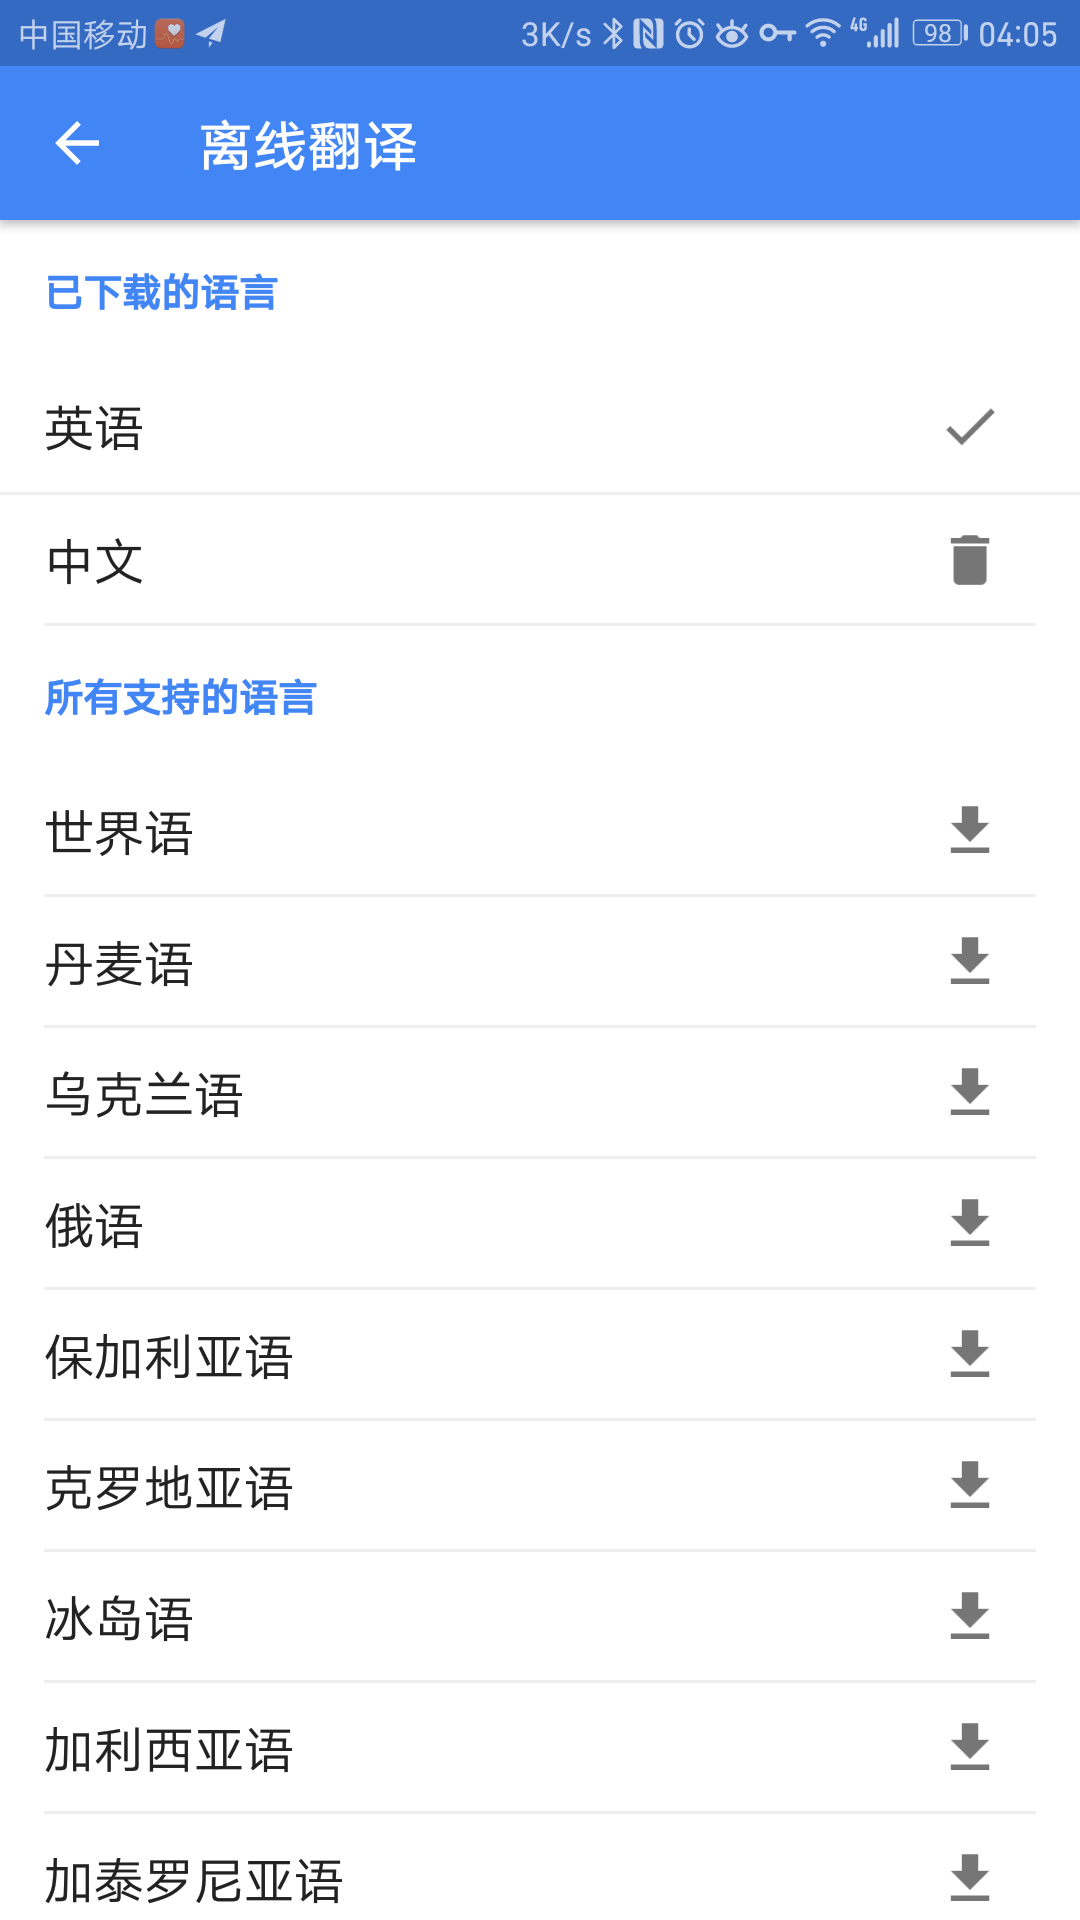 中国移动 3K/s 4G 98 04:05
离线翻译
已下载的语言
英语
中文
所有支持的语言
世界语
丹麦语
乌克兰语
俄语
保加利亚语
克罗地亚语
冰岛语
加利西亚语
加泰罗尼亚语